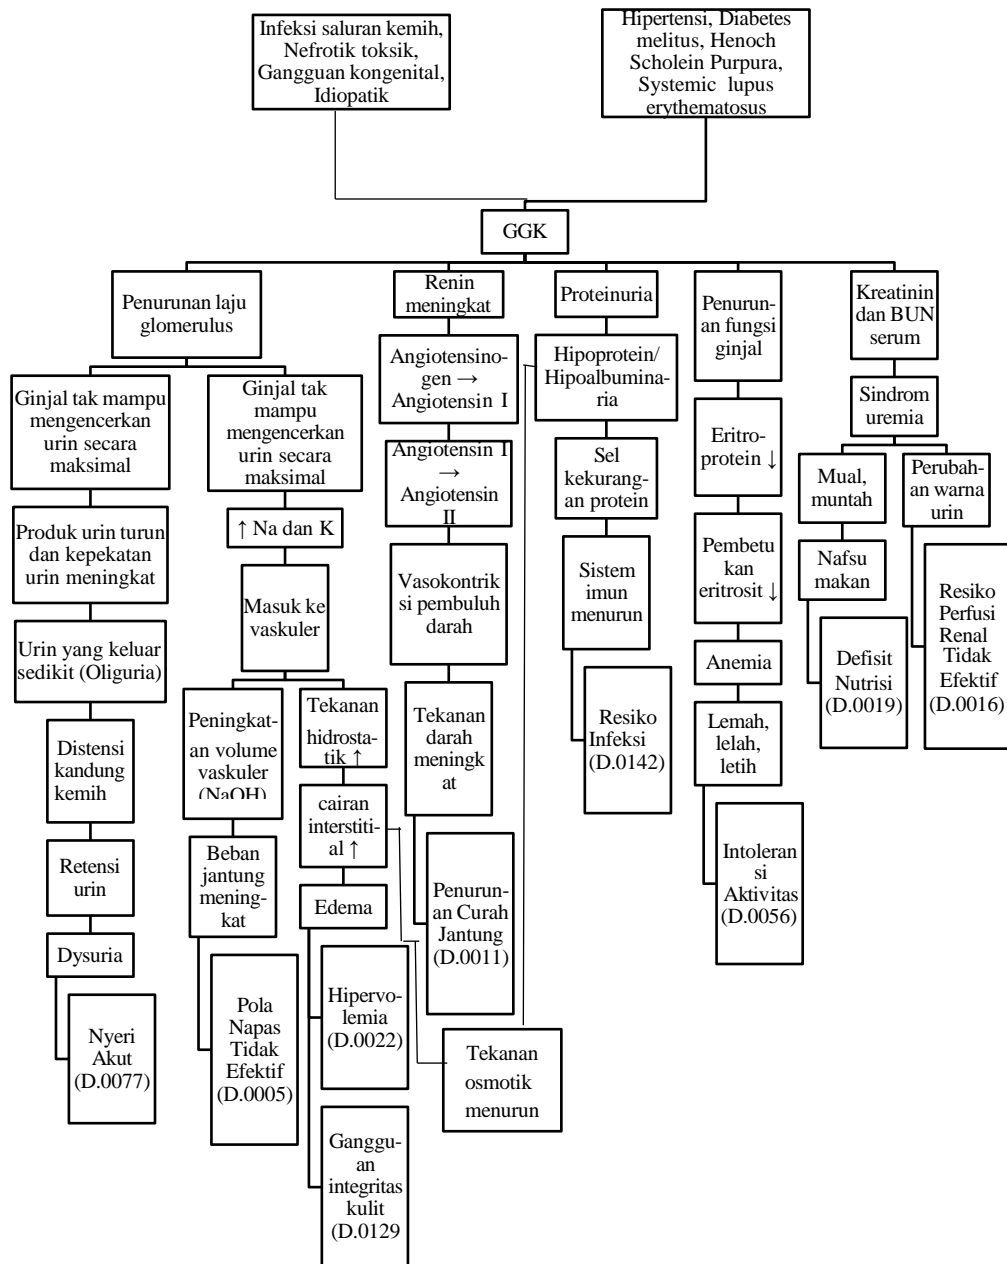 Infeksi saluran kemih,
Nefrotik toksik,
Gangguan kongenital,
Idiopatik
Hipertensi, Diabetes
melitus, Henoch
Scholein Purpura,
Systemic lupus
erythematosus
GGK
Penurunan laju
glomerulus
Renin
meningkat
Proteinuria
Penurun-
an fungsi
ginjal
Kreatinin
dan BUN
serum
Ginjal tak mampu
mengencerkan
urin secara
maksimal
Ginjal tak
mampu
mengencerkan
urin secara
maksimal
Angiotensino-
gen →
Angiotensin I
Hipoprotein/
Hipoalbumina-
ria
Eritro-
protein ↓
Sindrom
uremia
Produk urin turun
dan kepekatan
urin meningkat
↑ Na dan K
Angiotensin I
→
Angiotensin
II
Sel
kekurang-
an protein
Pembetu
kan
eritrosit ↓
Mual,
muntah
Perubah-
an warna
urin
Urin yang keluar
sedikit (Oliguria)
Masuk ke
vaskuler
Vasokontrik
si pembuluh
darah
Sistem
imun
menurun
Anemia
Nafsu
makan
Resiko
Perfusi
Renal
Tidak
Efektif
(D.0016)
Distensi
kandung
kemih
Peningkat-
an volume
vaskuler
(NaOH)
Tekanan
hidrosta-
tik ↑
Tekanan
darah
meningk
at
Resiko
Infeksi
(D.0142)
Lemah,
lelah,
letih
Defisit
Nutrisi
(D.0019)
Retensi
urin
Beban
jantung
mening-
kat
cairan
interstiti-
al ↑
Penurun-
an Curah
Jantung
(D.0011)
Intoleran
si
Aktivitas
(D.0056)
Dysuria
Edema
Nyeri
Akut
(D.0077)
Pola
Napas
Tidak
Efektif
(D.0005)
Hipervo-
lemia
(D.0022)
Tekanan
osmotik
menurun
Ganggu-
an
integritas
kulit
(D.0129